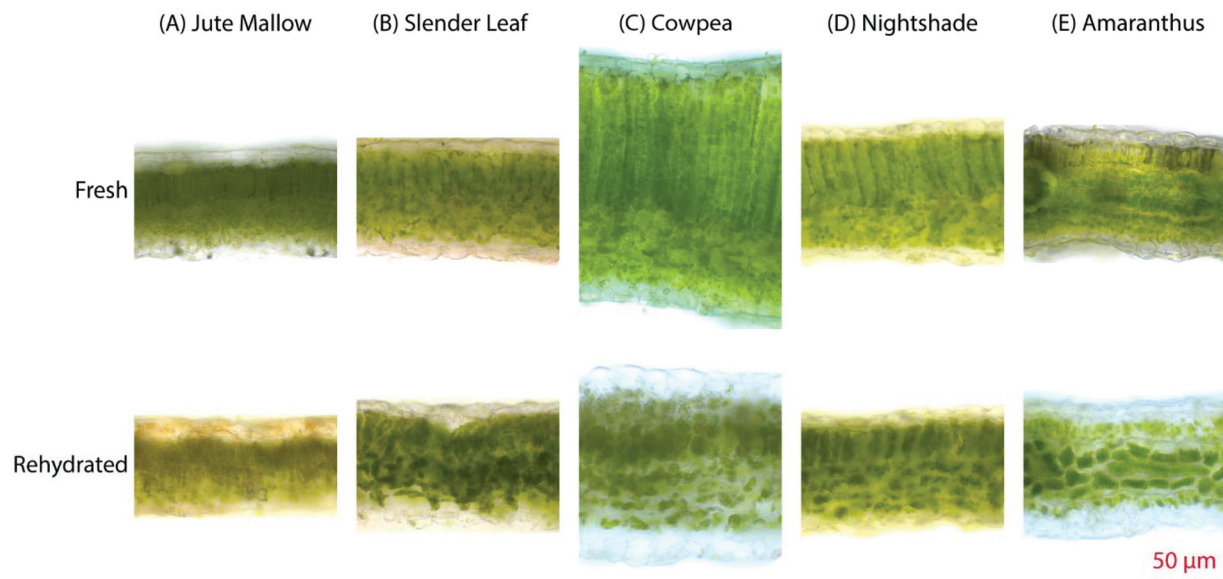 (A) Jute Mallow
(B) Slender Leaf
(C) Cowpea
(D) Nightshade
(E) Amaranthus
Fresh
Rehydrated
50 µm